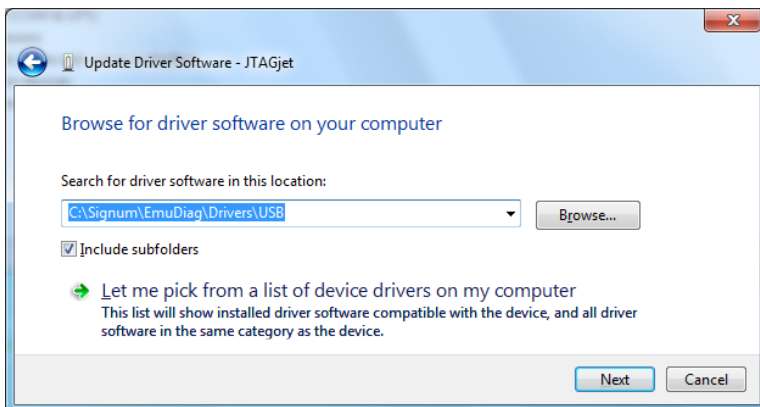 Update Driver Software - JTAGjet
Browse for driver software on your computer
Search for driver software in this location:
C:\Signum\EmuDiag\Drivers\USB
Browse...
Include subfolders
Let me pick from a list of device drivers on my computer
This list will show installed driver software compatible with the device, and all driver
software in the same category as the device.
Next
Cancel